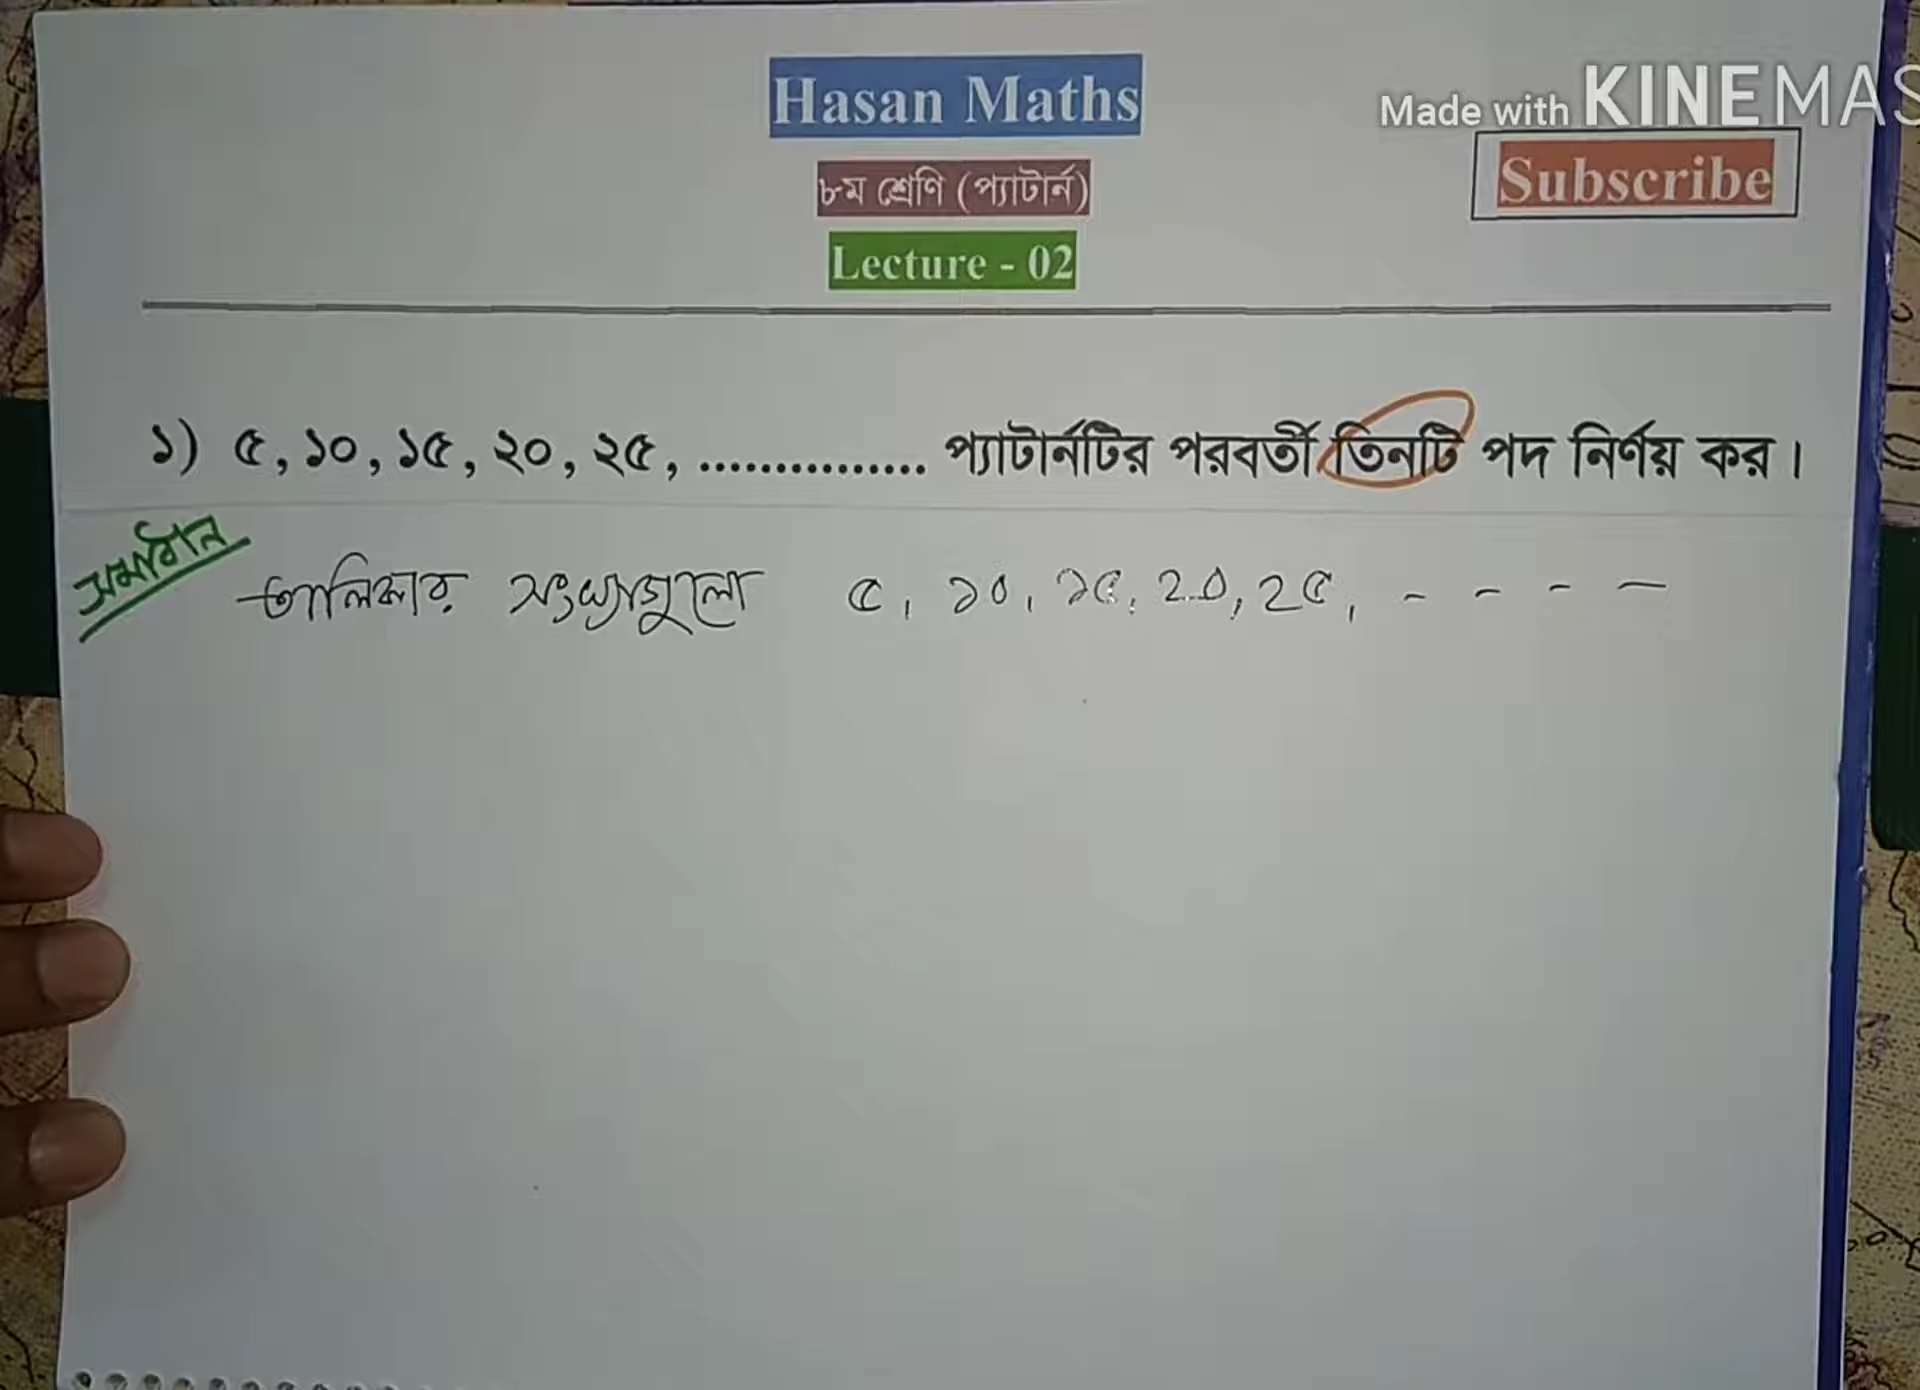 Hasan Maths
Made with KINEMAS
৮ম শ্রেণি (প্যাটার্ন)
Subscribe
Lecture - 02
১) ৫, ১০, ১৫, ২০, ২৫, ............... প্যাটার্নটির পরবর্তী তিনটি পদ নির্ণয় কর।
সমাধান
তালিকার সংখ্যাগুলো ৫, ১০, ১৫, ২০, ২৫, - - - -